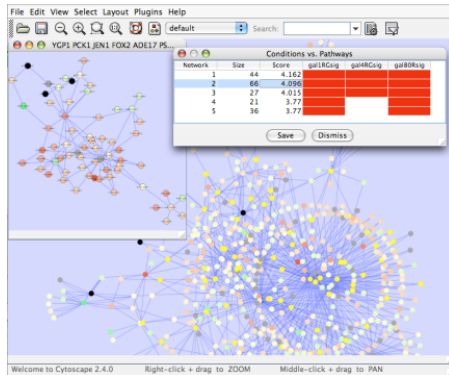 File Edit View Select Layout Plugins Help
default Search:
YGP1 PCK1 JEN1 FOX2 ADE17 PS...
Conditions vs. Pathways
Network Size Score gal1RGsig gal4RGsig gal80Rsig
1 44 4.162
2 66 4.096
3 27 4.015
4 21 3.77
5 36 3.77
Save Dismiss
Welcome to Cytoscape 2.4.0 Right-click + drag to ZOOM Middle-click + drag to PAN